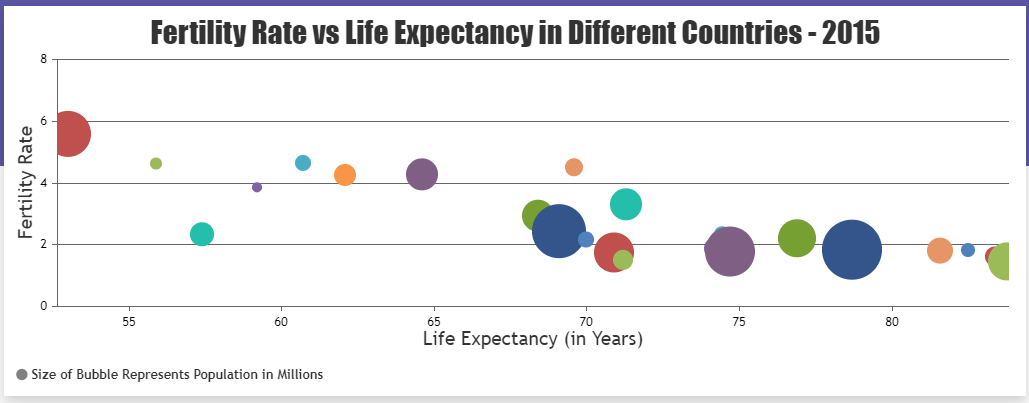 Fertility Rate vs Life Expectancy in Different Countries - 2015
8
6
4
2
0
Fertility Rate
55 60 65 70 75 80
Life Expectancy (in Years)
Size of Bubble Represents Population in Millions